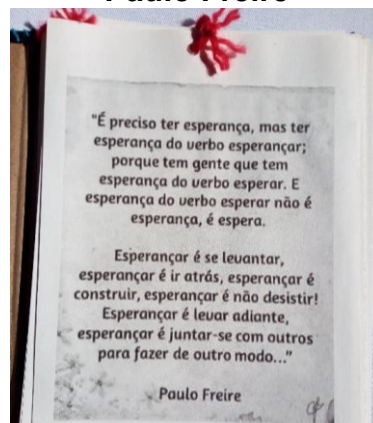 Paulo Freire
"É preciso ter esperança, mas ter
esperança do verbo esperançar;
porque tem gente que tem
esperança do verbo esperar. E
esperança do verbo esperar não é
esperança, é espera.
Esperançar é se levantar,
esperançar é ir atrás, esperançar é
construir, esperançar é não desistir!
Esperançar é levar adiante,
esperançar é juntar-se com outros
para fazer de outro modo..."
Paulo Freire